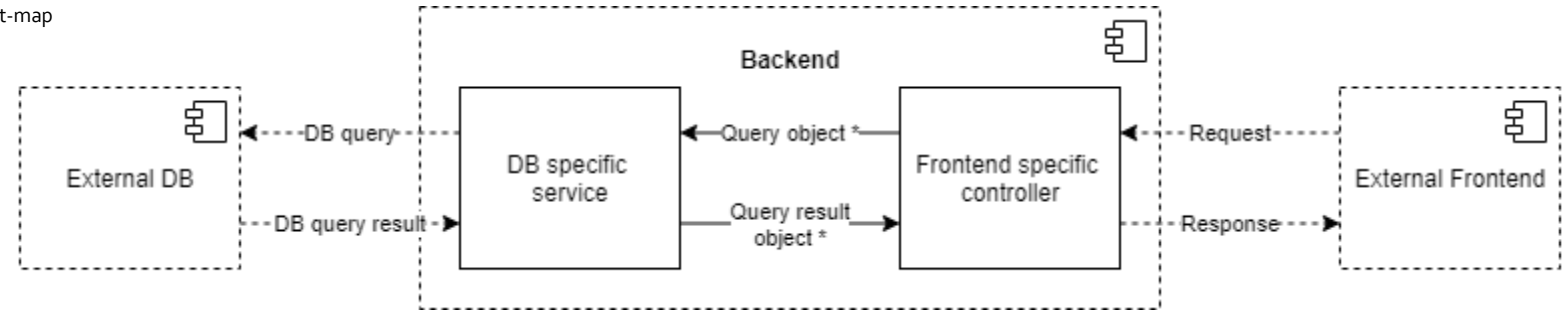 t-map
Backend
External DB
DB query
DB query result
DB specific
service
Query object *
Query result
object *
Frontend specific
controller
Request
Response
External Frontend